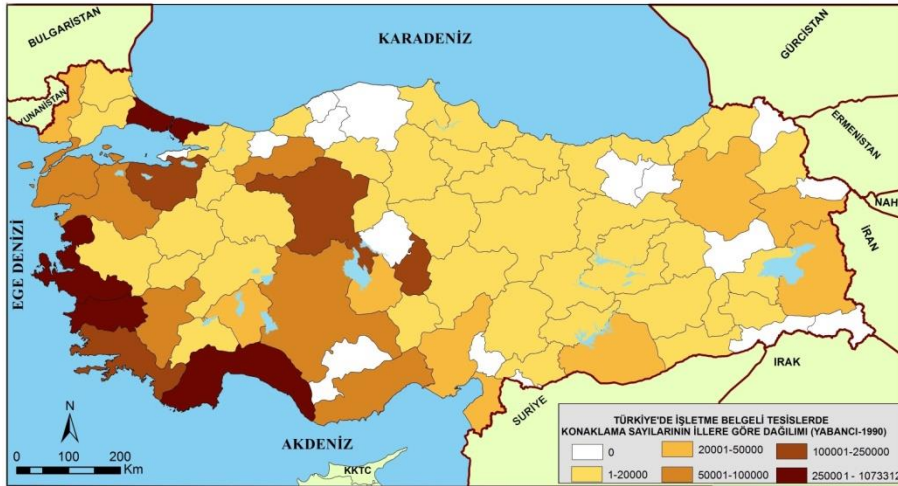 BULGARİSTAN
KARADENİZ
GÜRCİSTAN
YUNANİSTAN
ERMENİSTAN
NAH
İRAN
EGE DENİZİ
IRAK
SURİYE
AKDENİZ
KKTC
N
0 50 100 200
Km
TÜRKİYE'DE İŞLETME BELGELİ TESİSLERDE
KONAKLAMA SAYILARININ İLLERE GÖRE DAĞILIMI (YABANCI-1990)
0 20001-50000 100001-250000
1-20000 50001-100000 250001 - 1073312